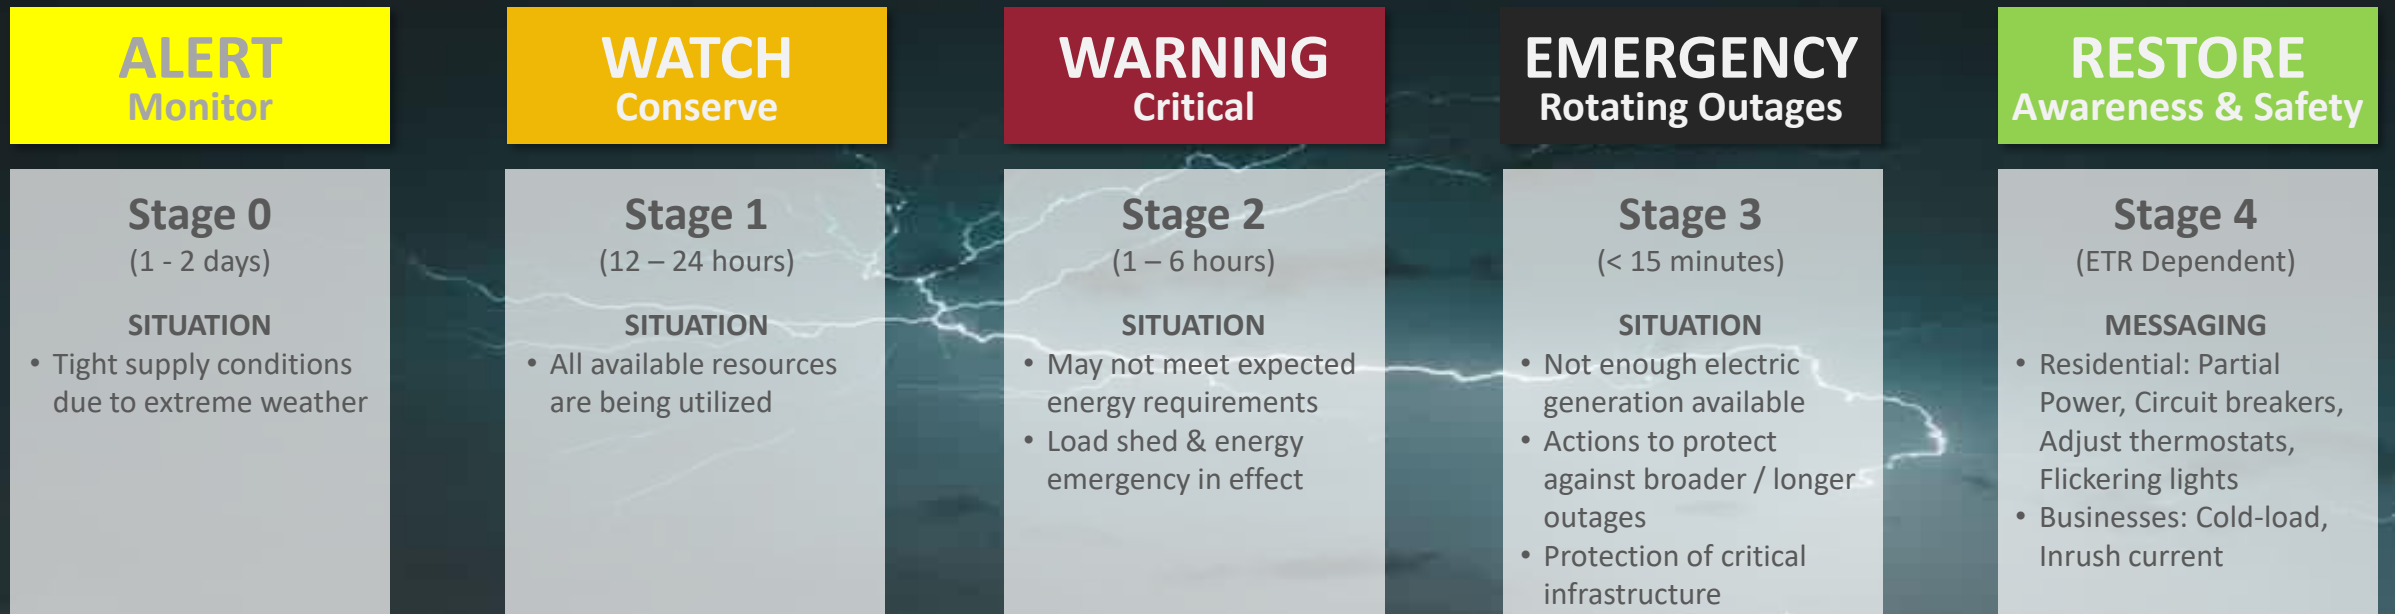 ALERT
Monitor
Stage 0
(1 - 2 days)
SITUATION
• Tight supply conditions
due to extreme weather
WATCH
Conserve
Stage 1
(12 – 24 hours)
SITUATION
• All available resources
are being utilized
WARNING
Critical
Stage 2
(1 – 6 hours)
SITUATION
• May not meet expected
energy requirements
• Load shed & energy
emergency in effect
EMERGENCY
Rotating Outages
Stage 3
(< 15 minutes)
SITUATION
• Not enough electric
generation available
• Actions to protect
against broader / longer
outages
• Protection of critical
infrastructure
RESTORE
Awareness & Safety
Stage 4
(ETR Dependent)
MESSAGING
• Residential: Partial
Power, Circuit breakers,
Adjust thermostats,
Flickering lights
• Businesses: Cold-load,
Inrush current